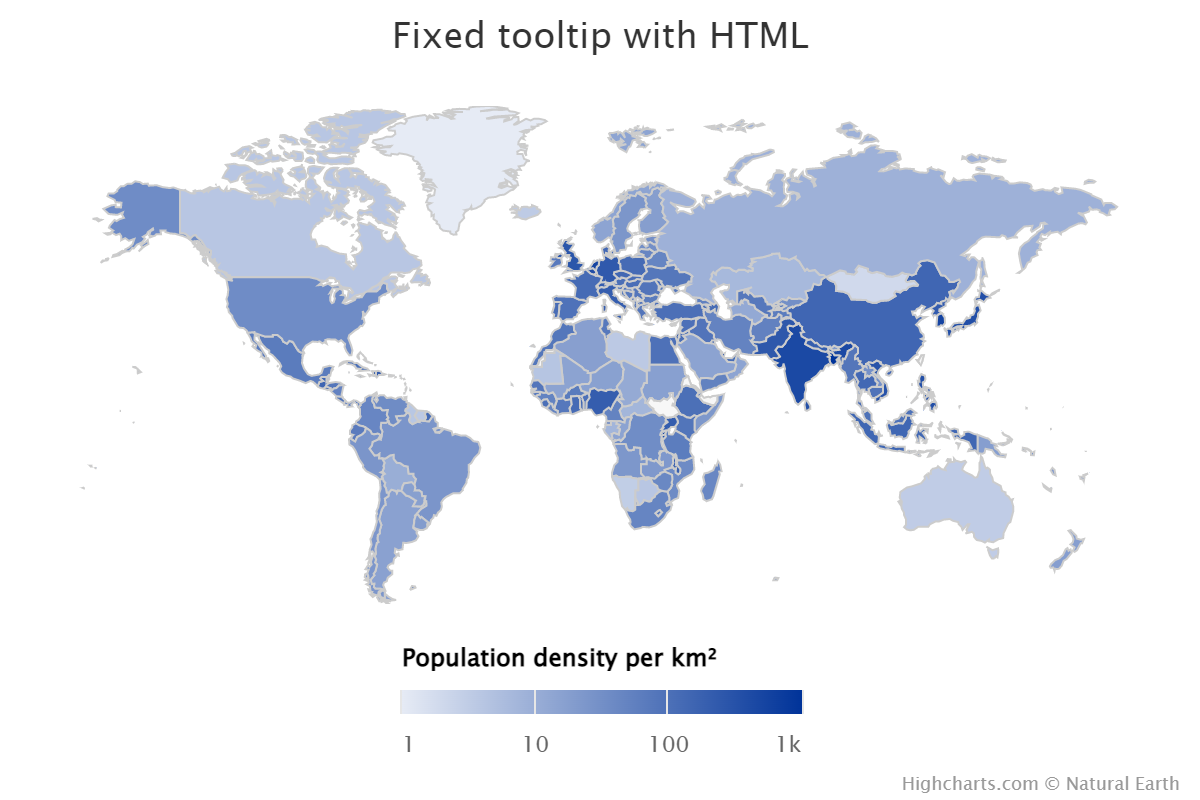 Fixed tooltip with HTML
Population density per km²
1 10 100 1k
Highcharts.com © Natural Earth